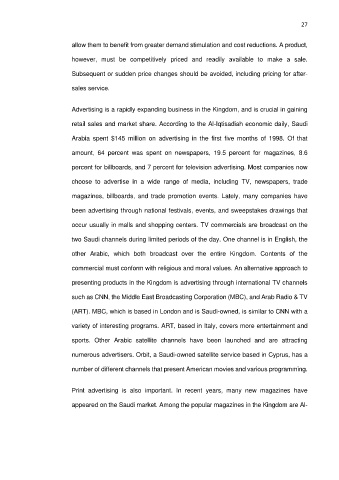 27
allow them to benefit from greater demand stimulation and cost reductions. A product,
however, must be competitively priced and readily available to make a sale.
Subsequent or sudden price changes should be avoided, including pricing for after-
sales service.
Advertising is a rapidly expanding business in the Kingdom, and is crucial in gaining
retail sales and market share. According to the Al-Iqtisadiah economic daily, Saudi
Arabia spent $145 million on advertising in the first five months of 1998. Of that
amount, 64 percent was spent on newspapers, 19.5 percent for magazines, 8.6
percent for billboards, and 7 percent for television advertising. Most companies now
choose to advertise in a wide range of media, including TV, newspapers, trade
magazines, billboards, and trade promotion events. Lately, many companies have
been advertising through national festivals, events, and sweepstakes drawings that
occur usually in malls and shopping centers. TV commercials are broadcast on the
two Saudi channels during limited periods of the day. One channel is in English, the
other Arabic, which both broadcast over the entire Kingdom. Contents of the
commercial must conform with religious and moral values. An alternative approach to
presenting products in the Kingdom is advertising through international TV channels
such as CNN, the Middle East Broadcasting Corporation (MBC), and Arab Radio & TV
(ART). MBC, which is based in London and is Saudi-owned, is similar to CNN with a
variety of interesting programs. ART, based in Italy, covers more entertainment and
sports. Other Arabic satellite channels have been launched and are attracting
numerous advertisers. Orbit, a Saudi-owned satellite service based in Cyprus, has a
number of different channels that present American movies and various programming.
Print advertising is also important. In recent years, many new magazines have
appeared on the Saudi market. Among the popular magazines in the Kingdom are Al-